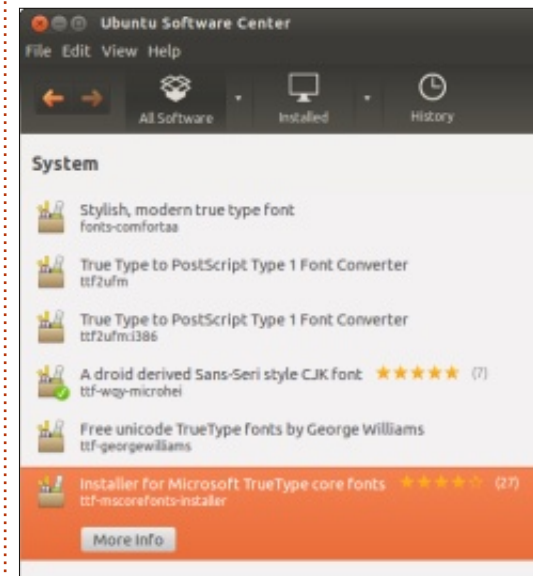 Ubuntu Software Center
File Edit View Help
All Software
Installed
History
System
Stylish, modern true type font
fonts-comfortaa
True Type to PostScript Type 1 Font Converter
ttf2ufm
True Type to PostScript Type 1 Font Converter
ttf2ufm:i386
A droid derived Sans-Seri style CJK font (7)
ttf-wqy-microhei
Free unicode TrueType fonts by George Williams
ttf-georgewilliams
Installer for Microsoft TrueType core fonts (27)
ttf-mscorefonts-installer
More Info